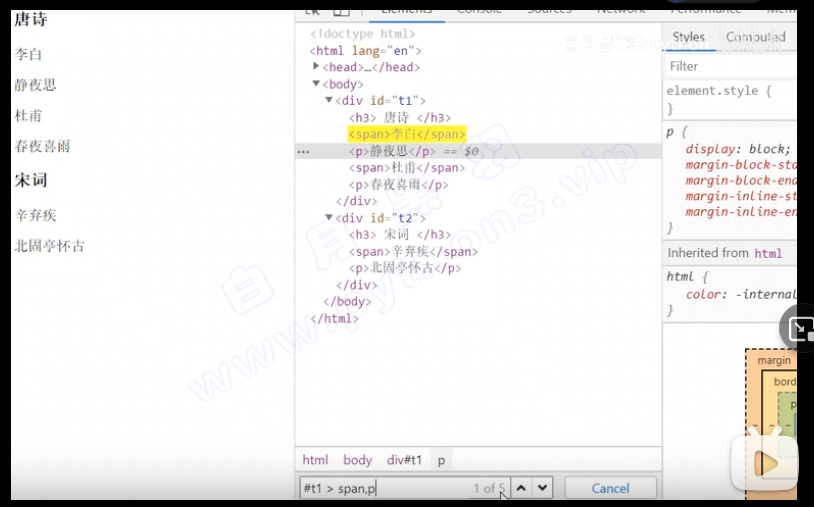 唐诗
李白
静夜思
杜甫
春夜喜雨
宋词
辛弃疾
北固亭怀古
Elements Console Sources Network Performance Mem
<!doctype html>
<html lang="en">
<head>…</head>
<body>
<div id="t1">
<h3> 唐诗 </h3>
<span>李白</span>
<p>静夜思</p> == $0
<span>杜甫</span>
<p>春夜喜雨</p>
</div>
<div id="t2">
<h3> 宋词 </h3>
<span>辛弃疾</span>
<p>北固亭怀古</p>
</div>
</body>
</html>
html body div#t1 p
#t1 > span,p 1 of 5 Cancel
Styles Computed
Filter
element.style {
}
p {
display: block;
margin-block-sta
margin-block-end
margin-inline-st
margin-inline-en
}
Inherited from html
html {
color: -internal
}
margin
bord
p
白月黑羽
www.python3.vip